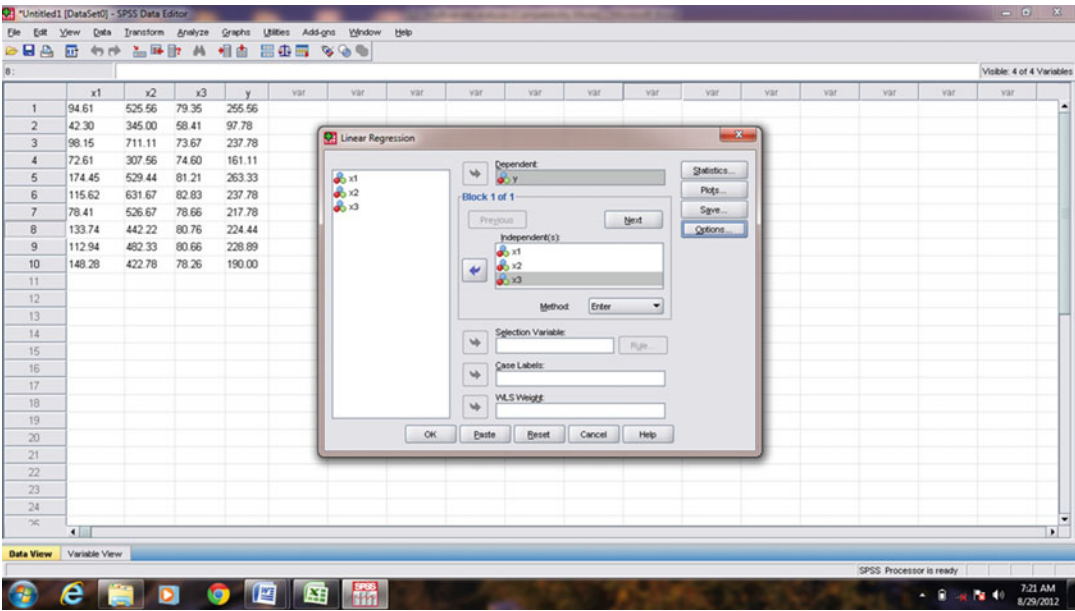 *Untitled1 [DataSet0] - SPSS Data Editor
File Edit View Data Transform Analyze Graphs Utilities Add-ons Window Help
8 :
Visible: 4 of 4 Variables
x1 x2 x3 y var var var var var var var var var var var var var
1 94.61 525.56 79.35 255.56
2 42.30 345.00 58.41 97.78
3 98.15 711.11 73.67 237.78
4 72.61 307.56 74.60 161.11
5 174.45 529.44 81.21 263.33
6 115.62 631.67 82.83 237.78
7 78.41 526.67 78.66 217.78
8 133.74 442.22 80.76 224.44
9 112.94 482.33 80.66 228.89
10 148.28 422.78 78.26 190.00
11
12
13
14
15
16
17
18
19
20
21
22
23
24
Linear Regression
x1
x2
x3
Dependent:
y
Block 1 of 1
Previous Next
Independent(s):
x1
x2
x3
Method: Enter
Selection Variable:
Rule...
Case Labels:
WLS Weight:
Statistics...
Plots...
Save...
Options...
OK Paste Reset Cancel Help
Data View Variable View
SPSS Processor is ready
SPSS
7:21 AM
8/29/2012